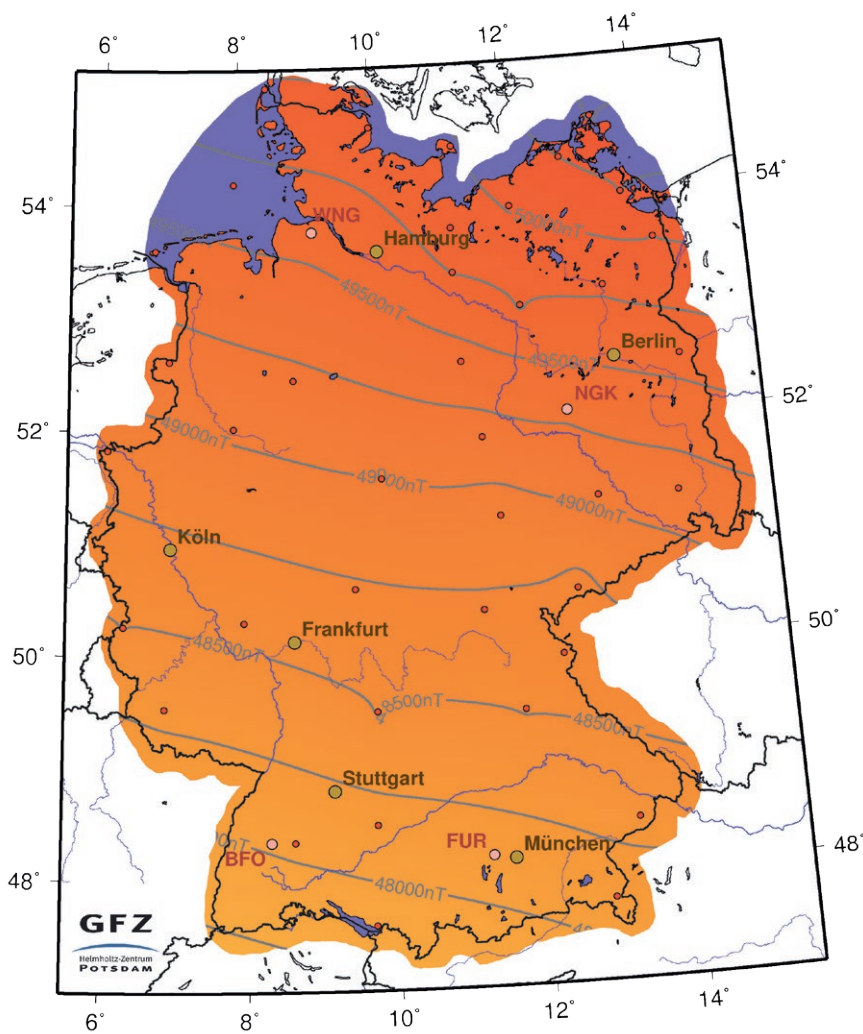 6° 8° 10° 12° 14°
54° 54°
50000nT
WNG
Hamburg
49500nT
Berlin
49500nT
NGK
52° 52°
49000nT
49000nT
49000nT
Köln
50° 50°
Frankfurt
48500nT
8500nT
48500nT
Stuttgart
BFO
FUR
München
48° 48°
48000nT
GFZ
Helmholtz-Zentrum
POTSDAM
6° 8° 10° 12° 14°